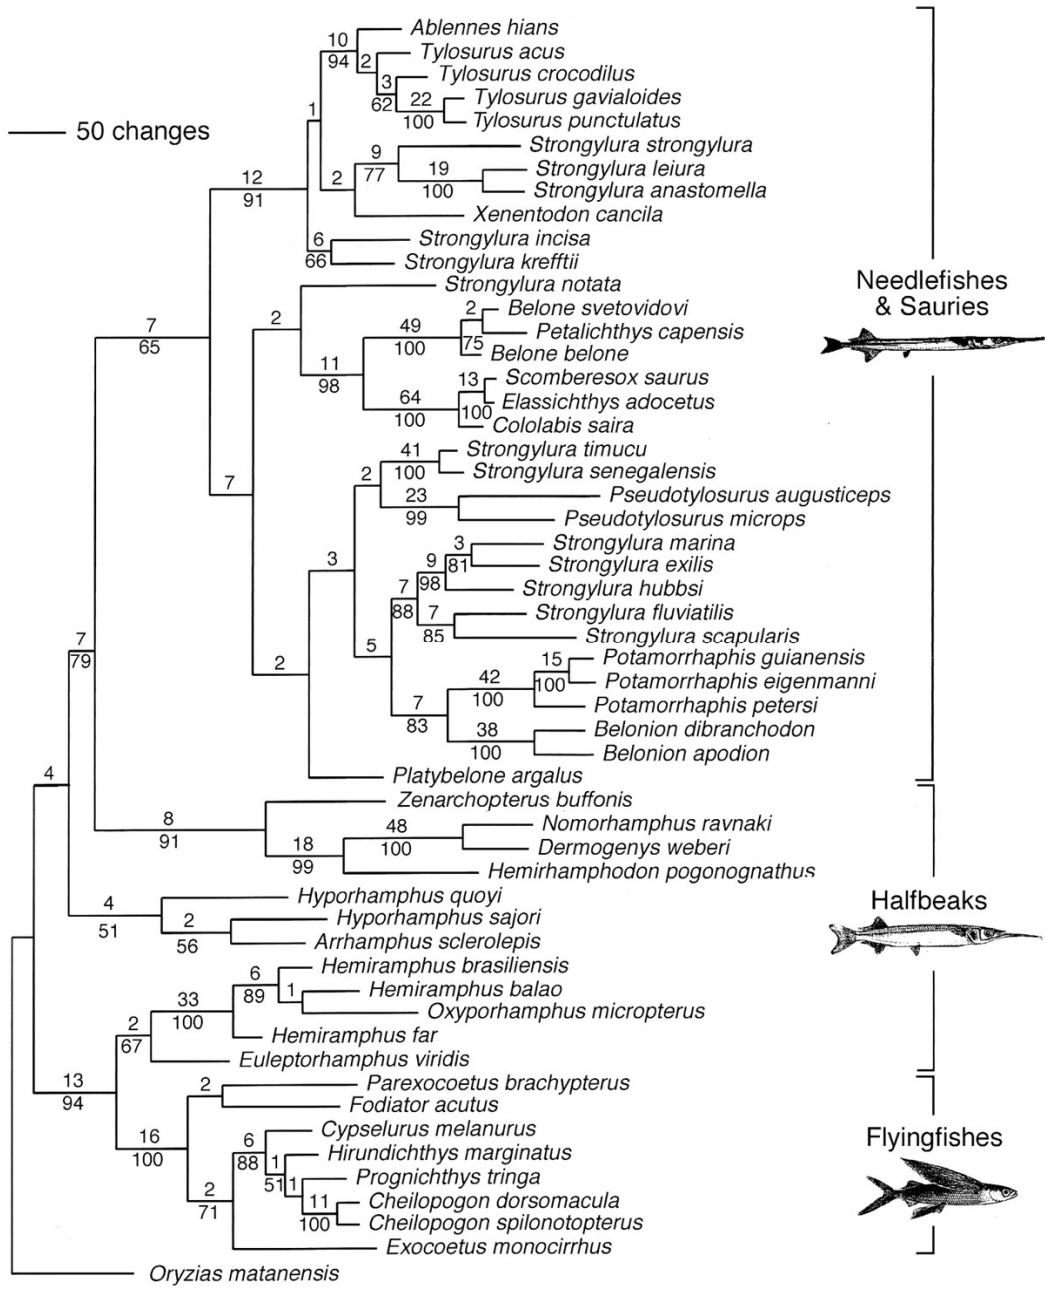 Ablennes hians
10
94
2
Tylosurus acus
3
62
Tylosurus crocodilus
22
100
Tylosurus gavialoides
Tylosurus punctulatus
1
50 changes
9
77
Strongylura strongylura
19
100
Strongylura leiura
Strongylura anastomella
2
12
91
Xenentodon cancila
6
66
Strongylura incisa
Strongylura krefftii
Needlefishes
& Sauries
Strongylura notata
2
7
65
2
Belone svetovidovi
49
100
75
Petalichthys capensis
Belone belone
11
98
13
Scomberesox saurus
64
100
100
Elassichthys adocetus
Cololabis saira
41
100
Strongylura timucu
Strongylura senegalensis
2
7
23
99
Pseudotylosurus augusticeps
Pseudotylosurus microps
3
3
81
Strongylura marina
Strongylura exilis
9
98
Strongylura hubbsi
7
88
7
85
Strongylura fluviatilis
Strongylura scapularis
7
79
5
2
15
100
Potamorrhaphis guianensis
Potamorrhaphis eigenmanni
42
100
Potamorrhaphis petersi
7
83
38
100
Belonion dibranchodon
Belonion apodion
Platybelone argalus
4
Zenarchopterus buffonis
8
91
48
100
Nomorhamphus ravnaki
Dermogenys weberi
18
99
Hemirhamphodon pogonognathus
Halfbeaks
Hyporhamphus quoyi
4
51
2
56
Hyporhamphus sajori
Arrhamphus sclerolepis
Hemiramphus brasiliensis
6
89
1
Hemiramphus balao
Oxyporhamphus micropterus
33
100
Hemiramphus far
2
67
Euleptorhamphus viridis
13
94
2
Parexocoetus brachypterus
Fodiator acutus
16
100
Flyingfishes
Cypselurus melanurus
6
88
1
51
Hirundichthys marginatus
1
Prognichthys tringa
11
100
Cheilopogon dorsomacula
Cheilopogon spilonotopterus
2
71
Exocoetus monocirrhus
Oryzias matanensis